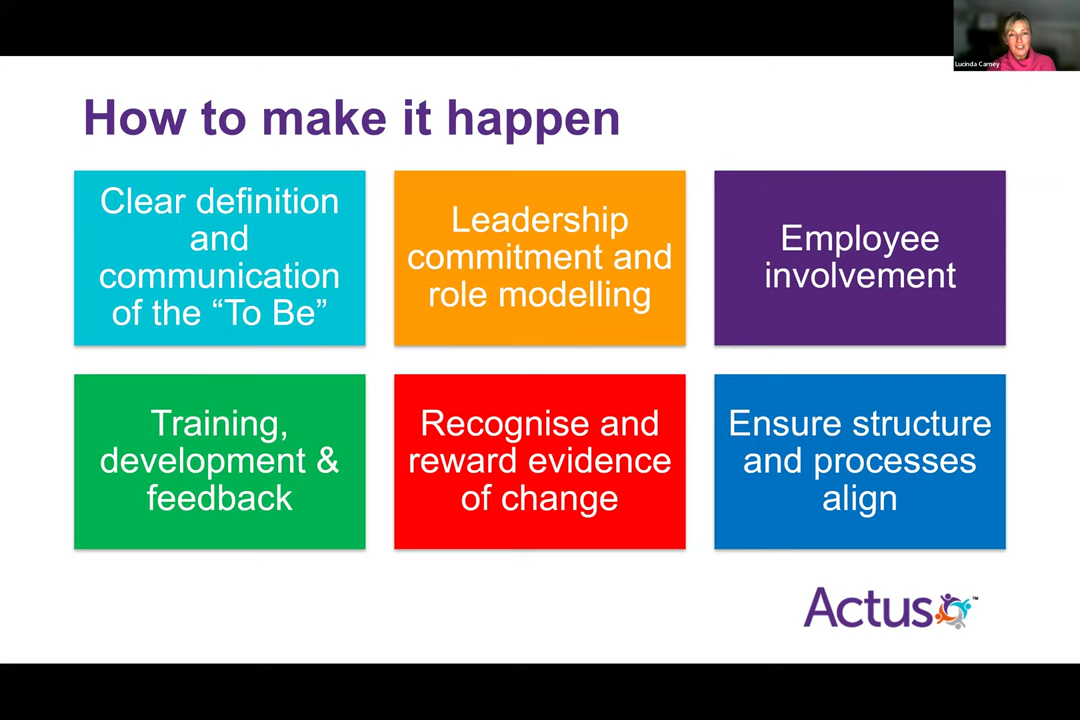 Lucinda Carney
How to make it happen
Clear definition
and
communication
of the “To Be”
Leadership
commitment and
role modelling
Employee
involvement
Training,
development &
feedback
Recognise and
reward evidence
of change
Ensure structure
and processes
align
Actus™